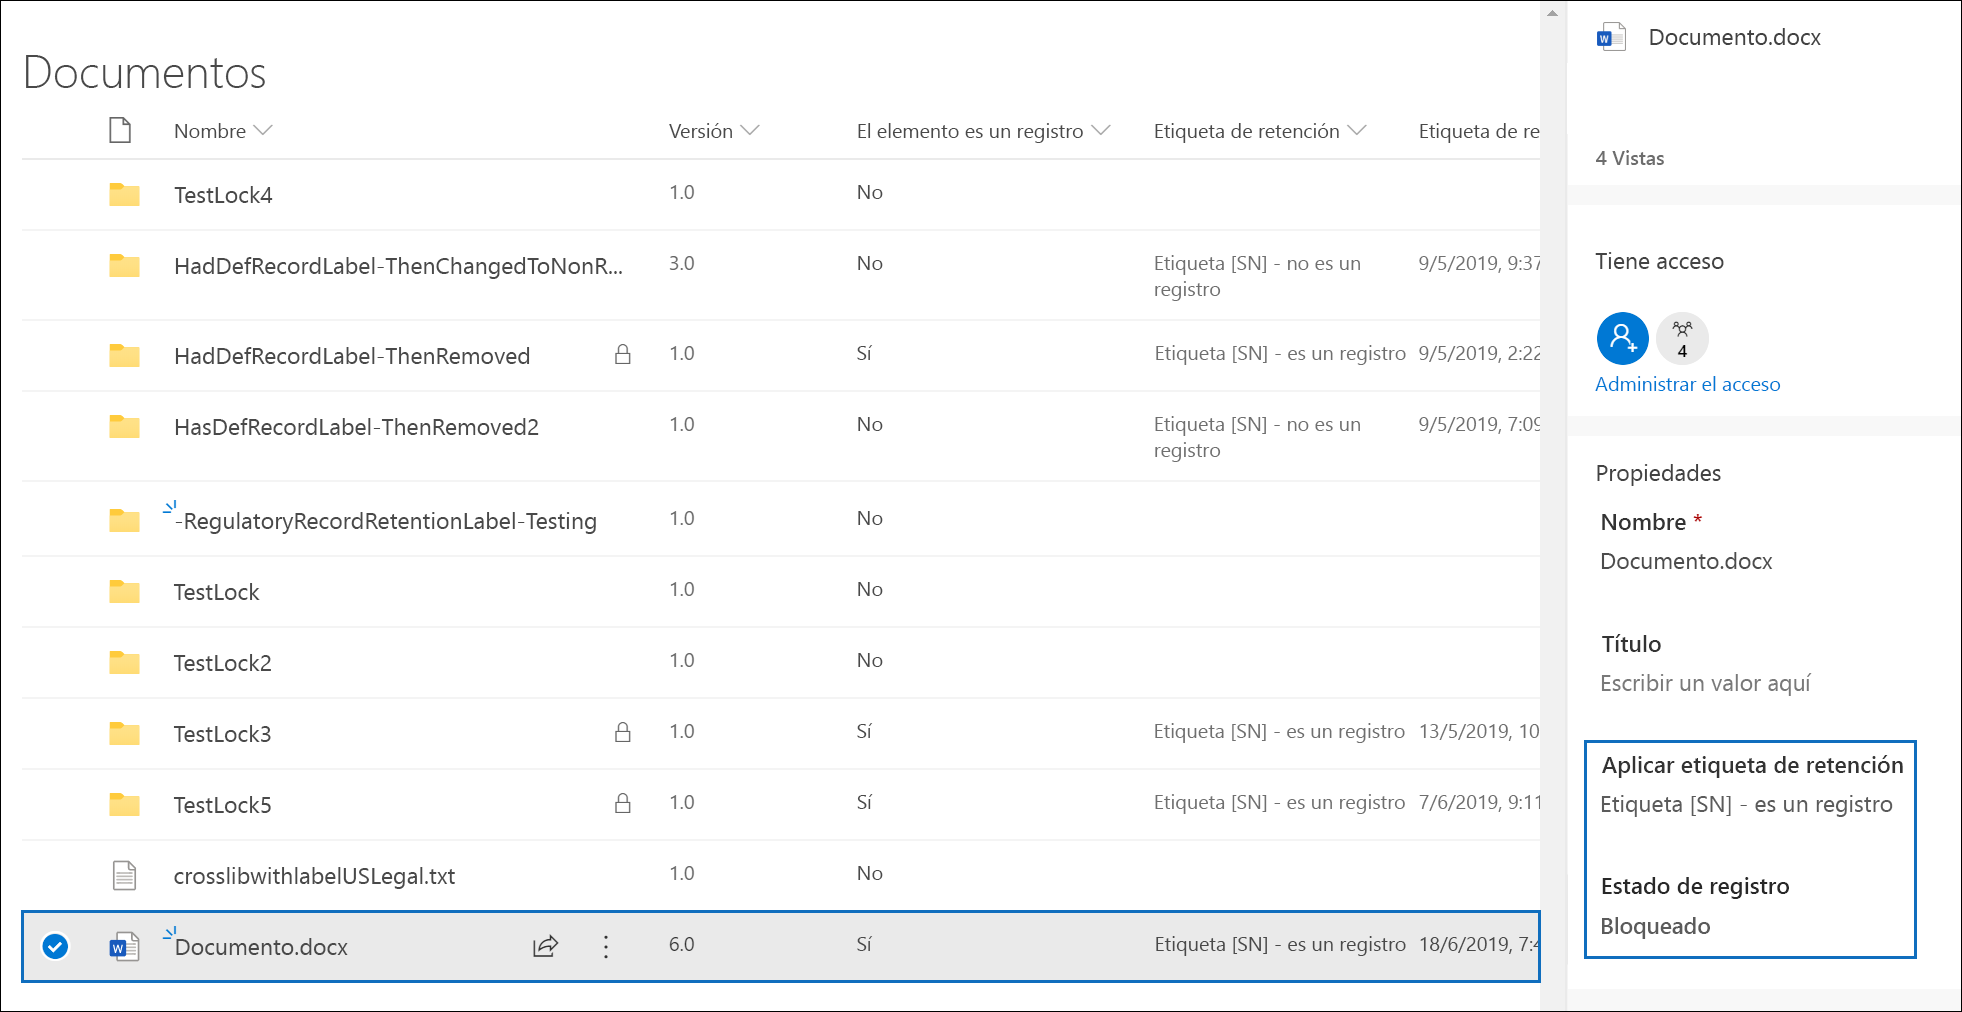 Documentos
Nombre Versión El elemento es un registro Etiqueta de retención Etiqueta de re
TestLock4 1.0 No
HadDefRecordLabel-ThenChangedToNonR... 3.0 No Etiqueta [SN] - no es un registro 9/5/2019, 9:37
HadDefRecordLabel-ThenRemoved 1.0 Sí Etiqueta [SN] - es un registro 9/5/2019, 2:22
HasDefRecordLabel-ThenRemoved2 1.0 No Etiqueta [SN] - no es un registro 9/5/2019, 7:09
-RegulatoryRecordRetentionLabel-Testing 1.0 No
TestLock 1.0 No
TestLock2 1.0 No
TestLock3 1.0 Sí Etiqueta [SN] - es un registro 13/5/2019, 10
TestLock5 1.0 Sí Etiqueta [SN] - es un registro 7/6/2019, 9:11
crosslibwithlabelUSLegal.txt 1.0 No
Documento.docx 6.0 Sí Etiqueta [SN] - es un registro 18/6/2019, 7:4
Documento.docx
4 Vistas
Tiene acceso
4
Administrar el acceso
Propiedades
Nombre *
Documento.docx
Título
Escribir un valor aquí
Aplicar etiqueta de retención
Etiqueta [SN] - es un registro
Estado de registro
Bloqueado